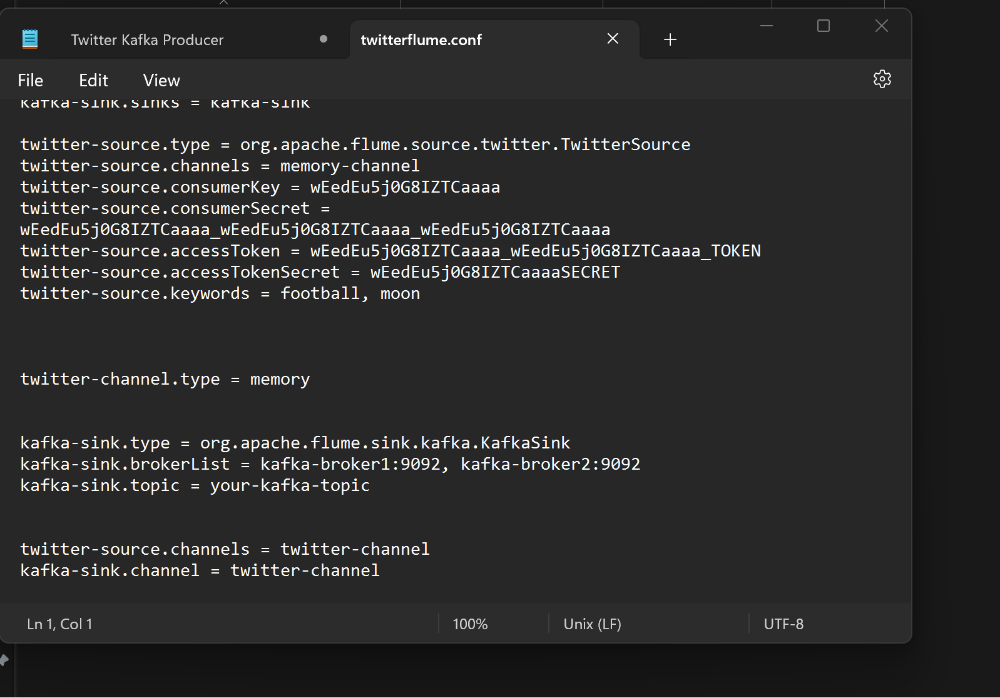 Twitter Kafka Producer
twitterflume.conf
File Edit View
kafka-sink.sinks = kafka-sink
twitter-source.type = org.apache.flume.source.twitter.TwitterSource
twitter-source.channels = memory-channel
twitter-source.consumerKey = wEedEu5j0G8IZTCaaaa
twitter-source.consumerSecret =
wEedEu5j0G8IZTCaaaa_wEedEu5j0G8IZTCaaaa_wEedEu5j0G8IZTCaaaa
twitter-source.accessToken = wEedEu5j0G8IZTCaaaa_wEedEu5j0G8IZTCaaaa_TOKEN
twitter-source.accessTokenSecret = wEedEu5j0G8IZTCaaaaSECRET
twitter-source.keywords = football, moon
twitter-channel.type = memory
kafka-sink.type = org.apache.flume.sink.kafka.KafkaSink
kafka-sink.brokerList = kafka-broker1:9092, kafka-broker2:9092
kafka-sink.topic = your-kafka-topic
twitter-source.channels = twitter-channel
kafka-sink.channel = twitter-channel
Ln 1, Col 1 100% Unix (LF) UTF-8